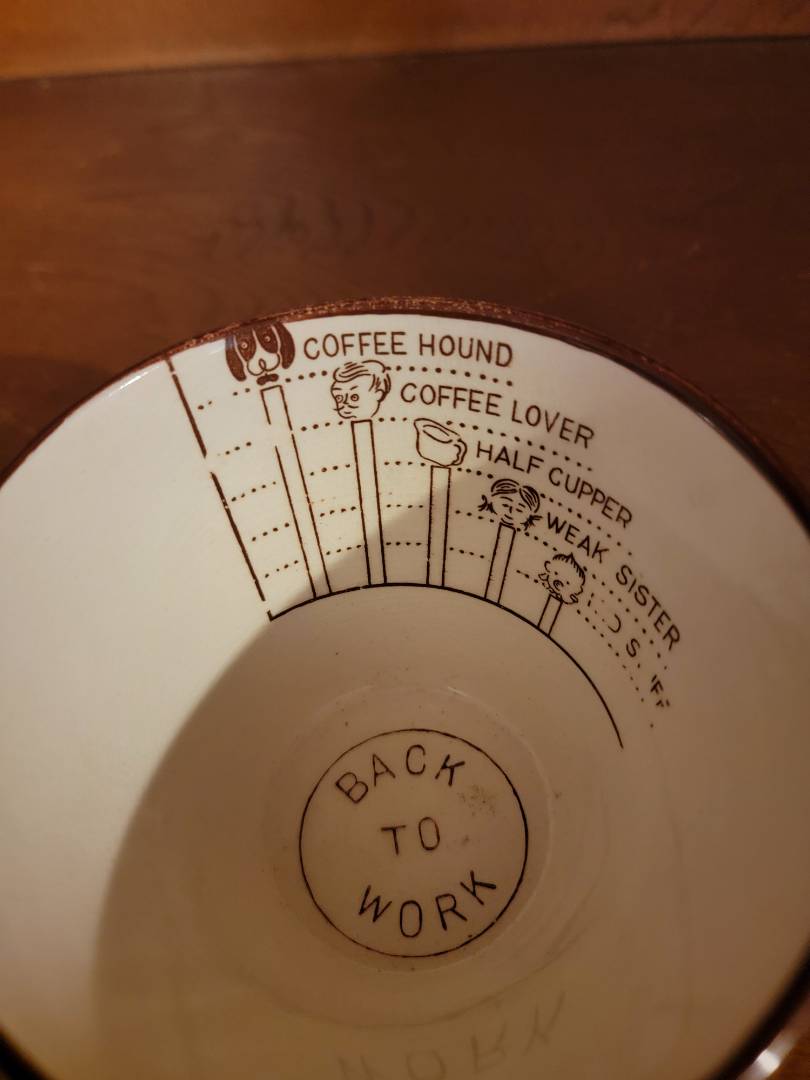 COFFEE HOUND
COFFEE LOVER
HALF CUPPER
WEAK SISTER
BACK
TO
WORK